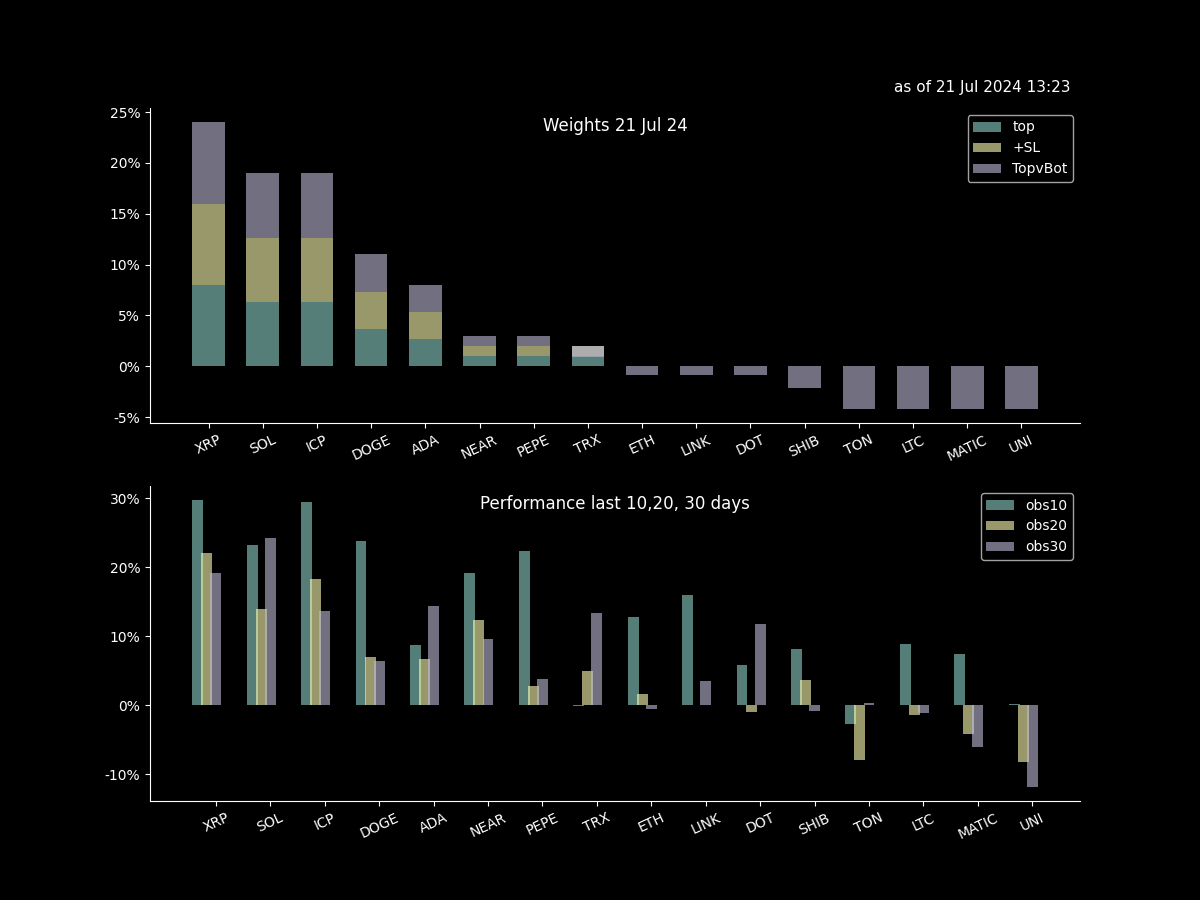 as of 21 Jul 2024 13:23
Weights 21 Jul 24
top
+SL
TopvBot
25%
20%
15%
10%
5%
0%
-5%
XRP SOL ICP DOGE ADA NEAR PEPE TRX ETH LINK DOT SHIB TON LTC MATIC UNI
Performance last 10,20, 30 days
obs10
obs20
obs30
30%
20%
10%
0%
-10%
XRP SOL ICP DOGE ADA NEAR PEPE TRX ETH LINK DOT SHIB TON LTC MATIC UNI